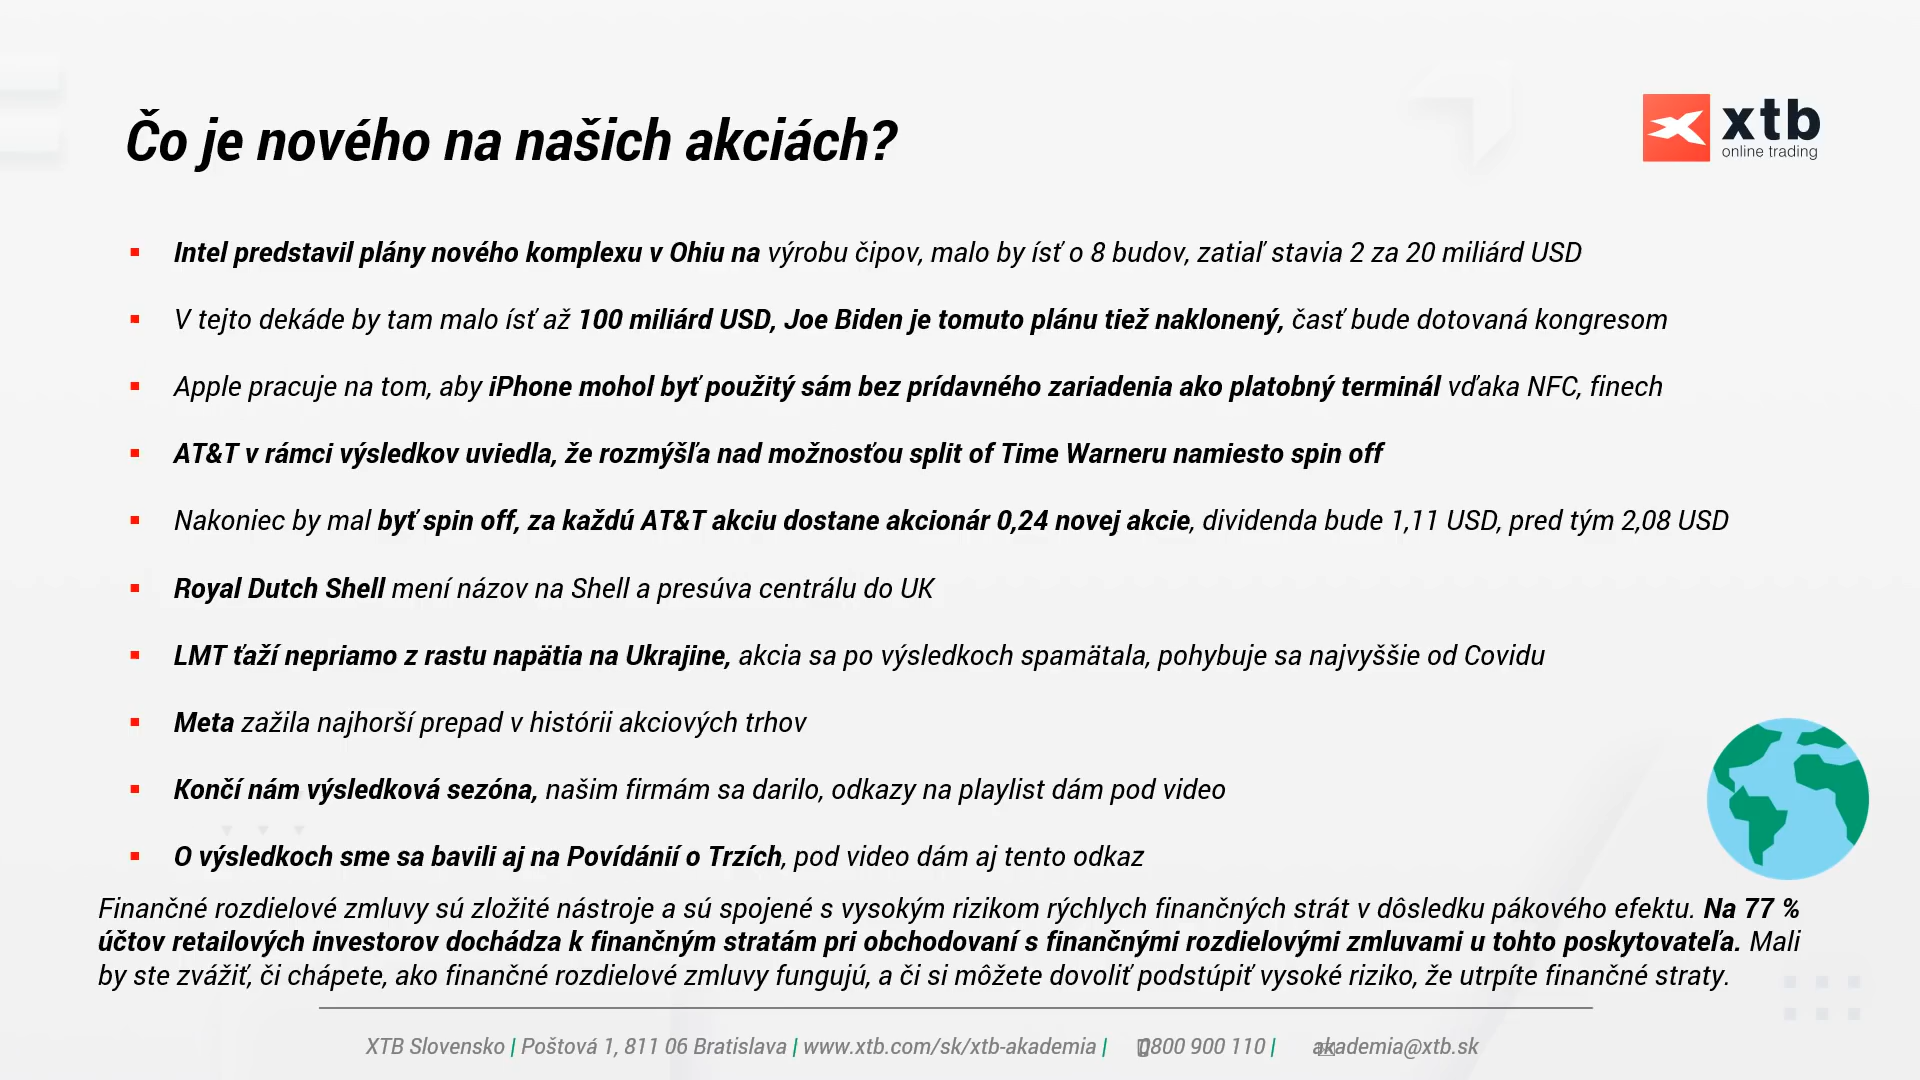 Čo je nového na našich akciách?
xtb
online trading
Intel predstavil plány nového komplexu v Ohiu na výrobu čipov, malo by ísť o 8 budov, zatiaľ stavia 2 za 20 miliárd USD
V tejto dekáde by tam malo ísť až 100 miliárd USD, Joe Biden je tomuto plánu tiež naklonený, časť bude dotovaná kongresom
Apple pracuje na tom, aby iPhone mohol byť použitý sám bez prídavného zariadenia ako platobný terminál vďaka NFC, finech
AT&T v rámci výsledkov uviedla, že rozmýšľa nad možnosťou split of Time Warneru namiesto spin off
Nakoniec by mal byť spin off, za každú AT&T akciu dostane akcionár 0,24 novej akcie, dividenda bude 1,11 USD, pred tým 2,08 USD
Royal Dutch Shell mení názov na Shell a presúva centrálu do UK
LMT ťaží nepriamo z rastu napätia na Ukrajine, akcia sa po výsledkoch spamätala, pohybuje sa najvyššie od Covidu
Meta zažila najhorší prepad v histórii akciových trhov
Končí nám výsledková sezóna, našim firmám sa darilo, odkazy na playlist dám pod video
O výsledkoch sme sa bavili aj na Povídánií o Trzích, pod video dám aj tento odkaz
Finančné rozdielové zmluvy sú zložité nástroje a sú spojené s vysokým rizikom rýchlych finančných strát v dôsledku pákového efektu. Na 77 %
účtov retailových investorov dochádza k finančným stratám pri obchodovaní s finančnými rozdielovými zmluvami u tohto poskytovateľa. Mali
by ste zvážiť, či chápete, ako finančné rozdielové zmluvy fungujú, a či si môžete dovoliť podstúpiť vysoké riziko, že utrpíte finančné straty.
XTB Slovensko | Poštová 1, 811 06 Bratislava | www.xtb.com/sk/xtb-akademia | 0800 900 110 | akademia@xtb.sk